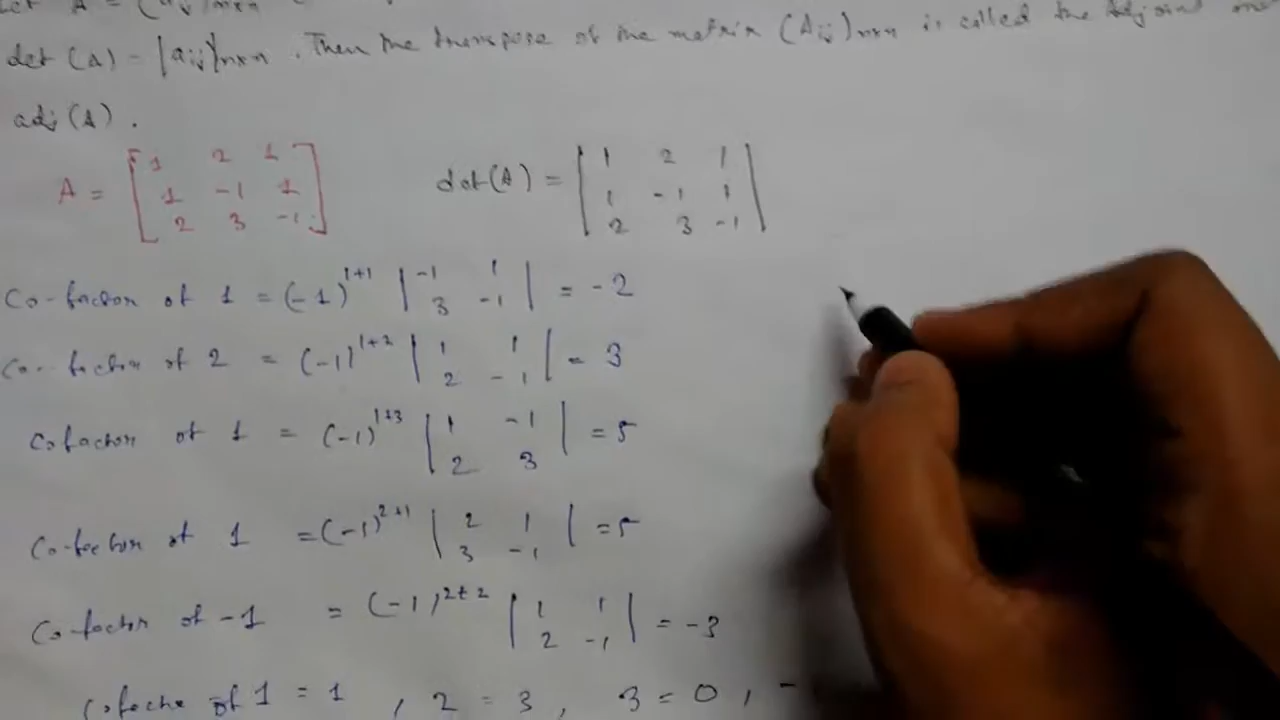 Let A = (aij)n×n
det (A) = |aij|n×n . Then the transpose of the matrix (Aij)n×n is called the Adjoint
adj (A) .
A = [ 1 2 1 det(A) = | 1 2 1 |
1 -1 1 1 -1 1
2 3 -1 ] 2 3 -1
Co-factor of 1 = (-1)^1+1 | -1 1 | = -2
3 -1
Co-factor of 2 = (-1)^1+2 | 1 1 | = 3
2 -1
Cofactor of 1 = (-1)^1+3 | 1 -1 | = 5
2 3
Co-factor of 1 = (-1)^2+1 | 2 1 | = 5
3 -1
Co-factor of -1 = (-1)^2+2 | 1 1 | = -3
2 -1
Cofactor of 1 = 1 , 2 = 3 , 3 = 0 , -